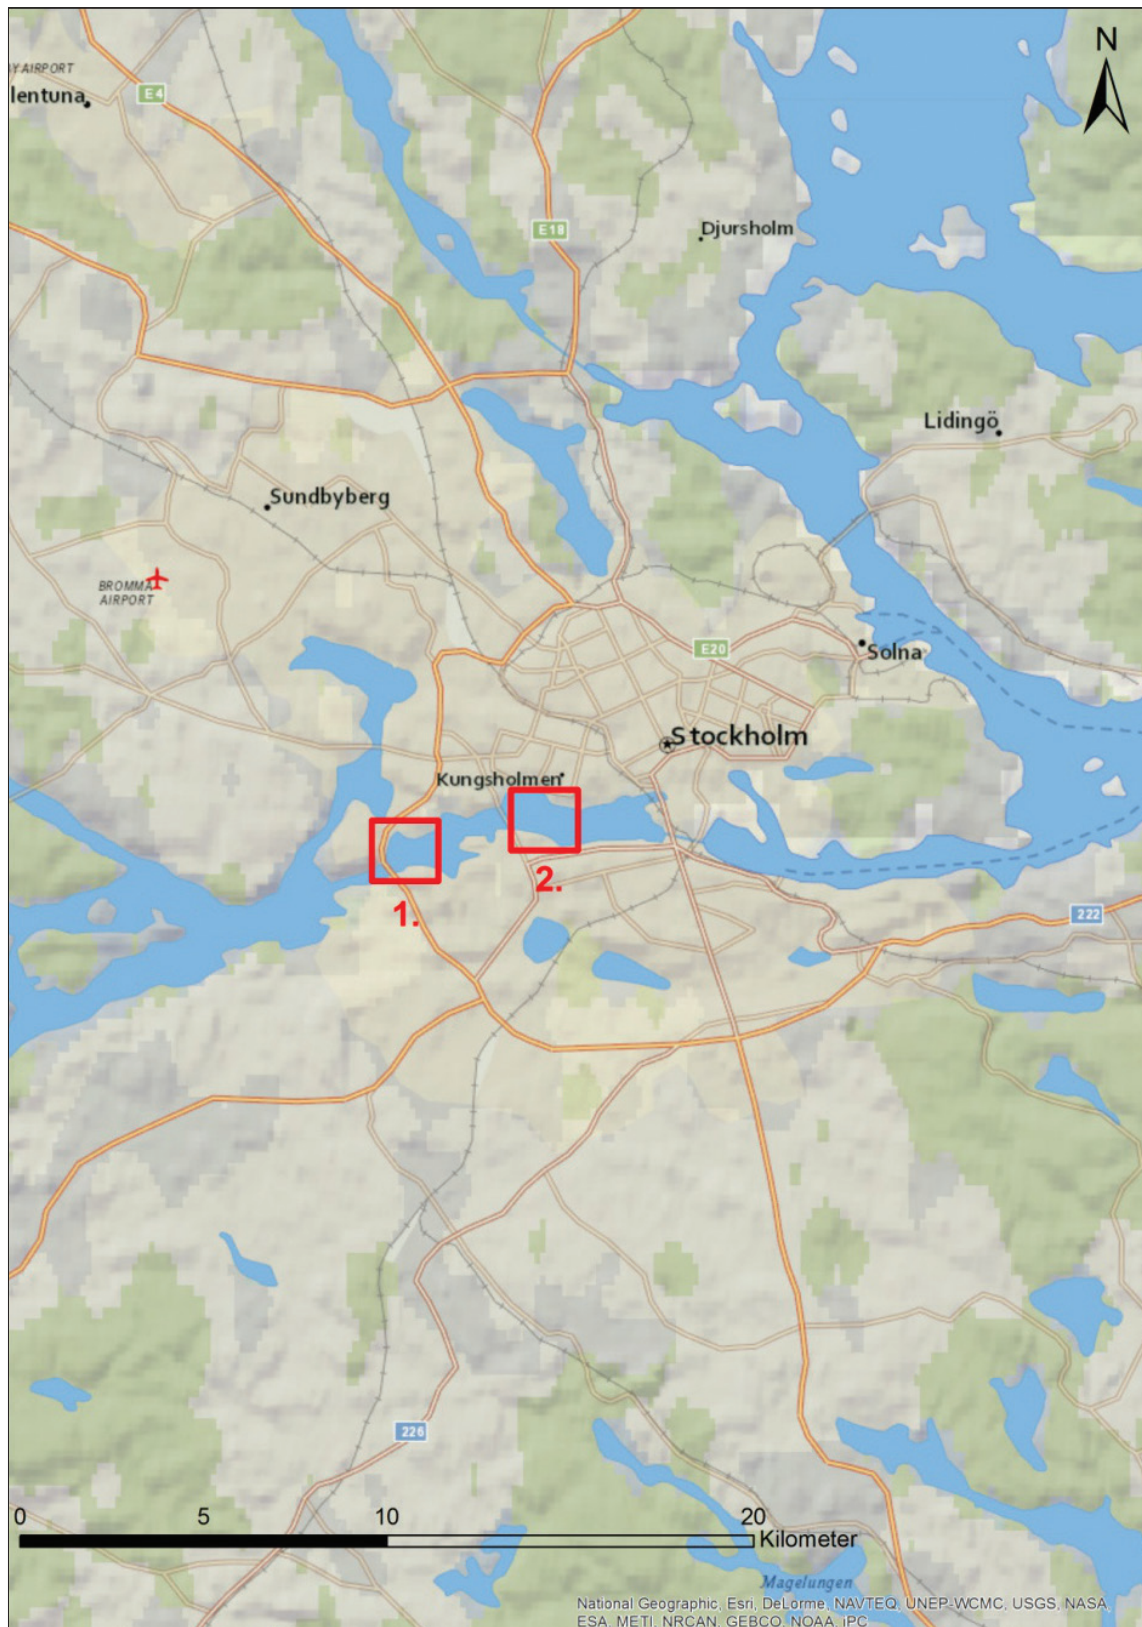 N
Y AIRPORT
lentuna
E4
E18
Djursholm
Lidingö
Sundbyberg
BROMMA
AIRPORT
E20
Solna
Stockholm
Kungsholmen
1.
2.
222
226
0 5 10 20
Kilometer
Magelungen
National Geographic, Esri, DeLorme, NAVTEQ, UNEP-WCMC, USGS, NASA,
ESA, METI, NRCAN, GEBCO, NOAA, iPC